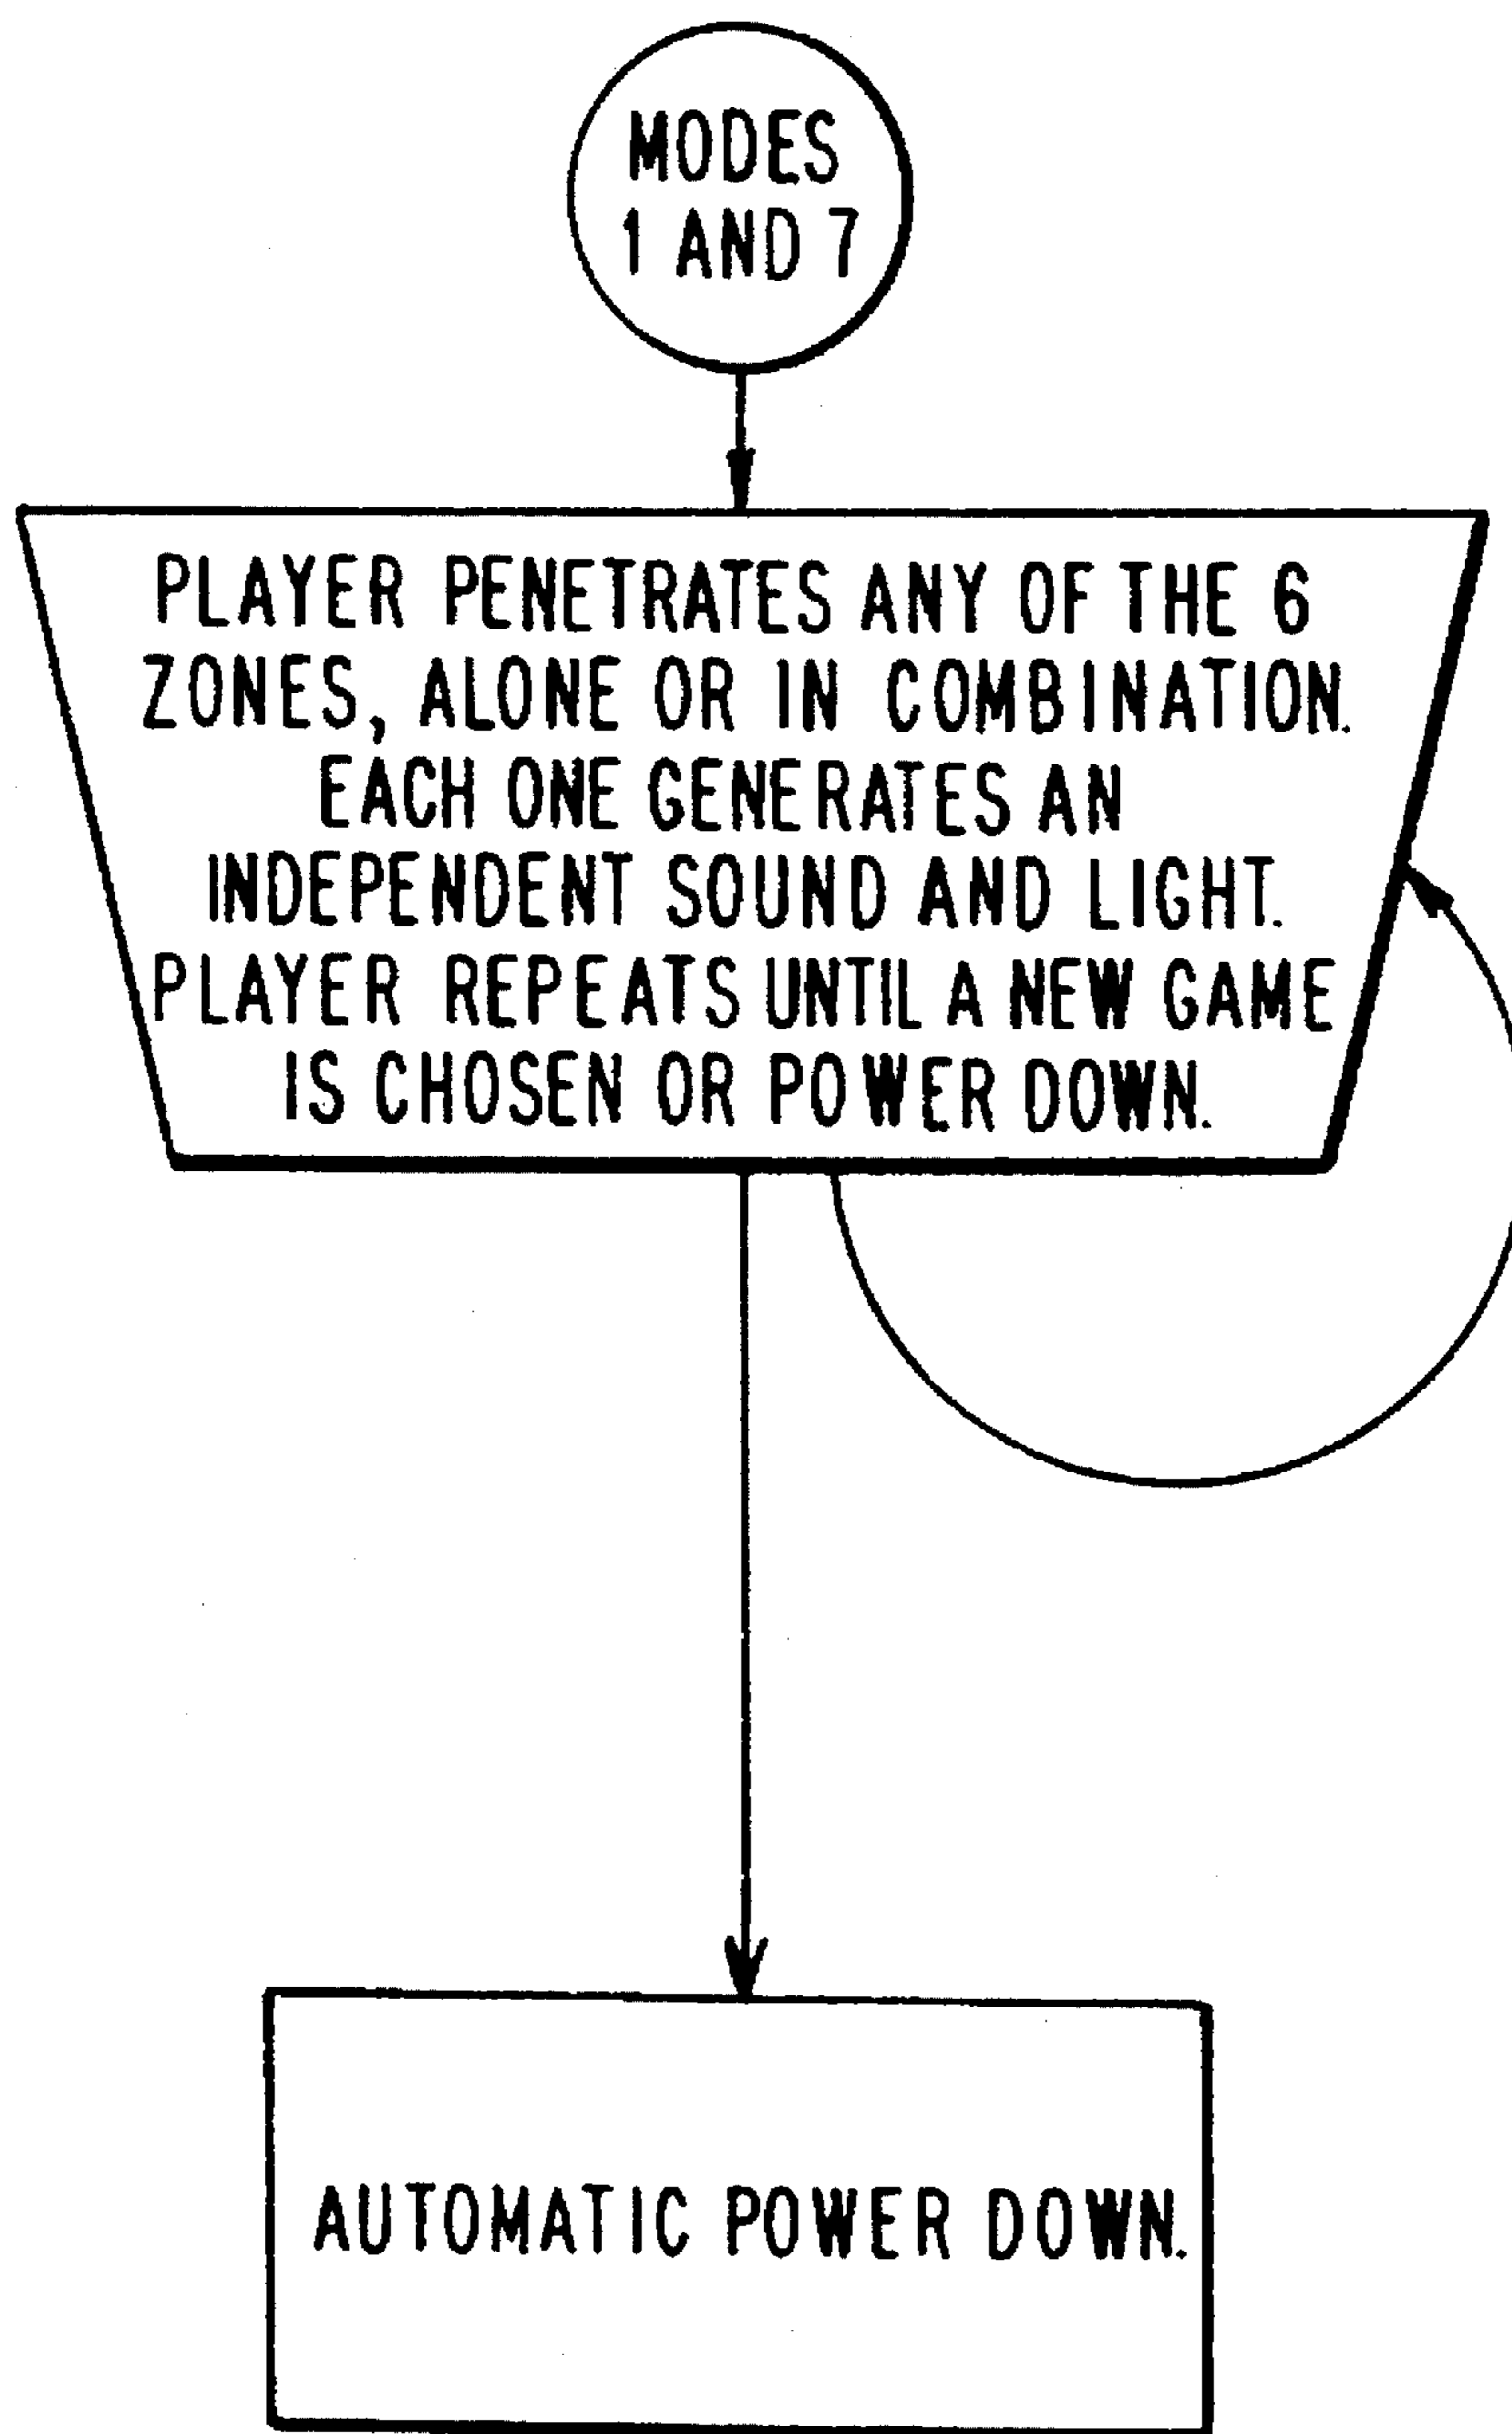 MODES
1 AND 7
PLAYER PENETRATES ANY OF THE 6
ZONES, ALONE OR IN COMBINATION.
EACH ONE GENERATES AN
INDEPENDENT SOUND AND LIGHT.
PLAYER REPEATS UNTIL A NEW GAME
IS CHOSEN OR POWER DOWN.
AUTOMATIC POWER DOWN.